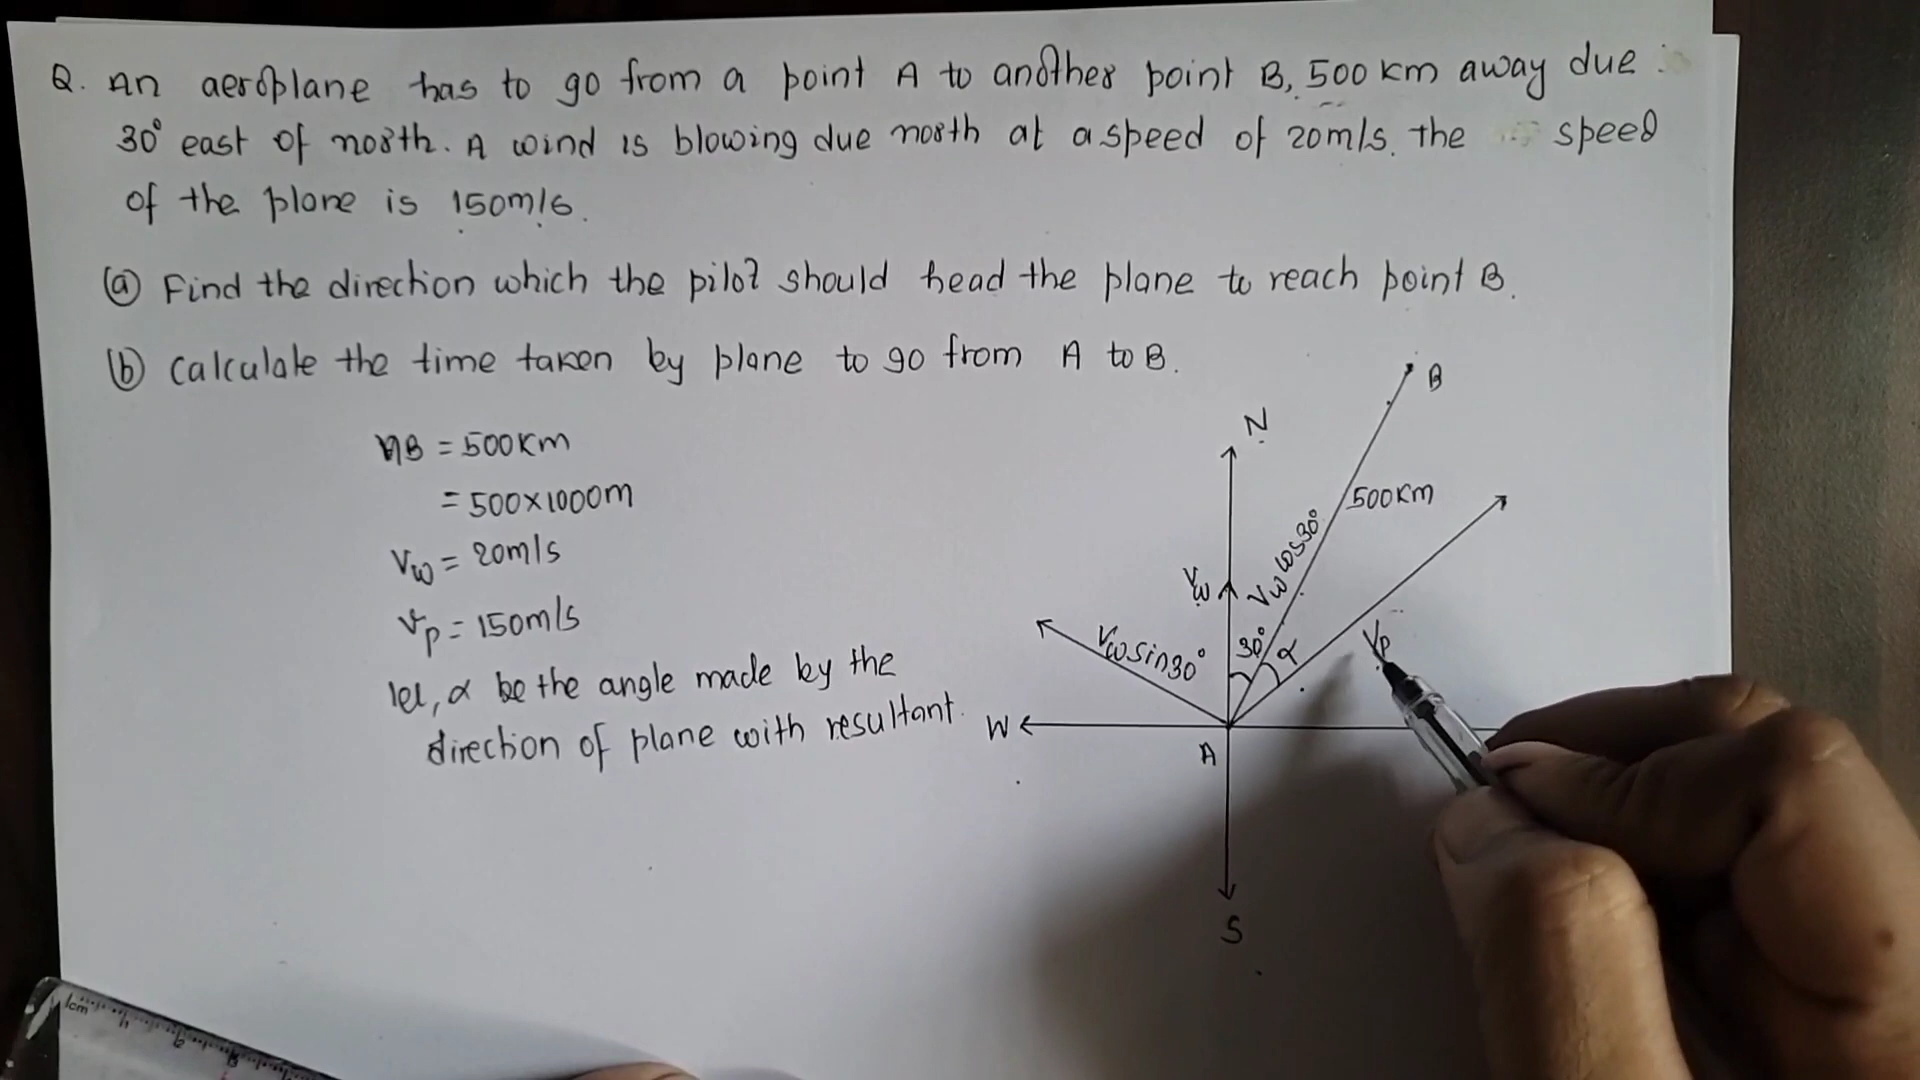 Q. An aeroplane has to go from a point A to another point B, 500 km away due
30° east of north. A wind is blowing due north at a speed of 20m/s. the speed
of the plane is 150m/s.
(a) Find the direction which the pilot should head the plane to reach point B.
(b) calculate the time taken by plane to go from A to B.
AB = 500km
= 500×1000m
Vw = 20m/s
Vp = 150m/s
let, α be the angle made by the
direction of plane with resultant.
B
N
500km
Vw cos30°
Vw
30°
α
Vp
Vw sin30°
W
A
S
1cm